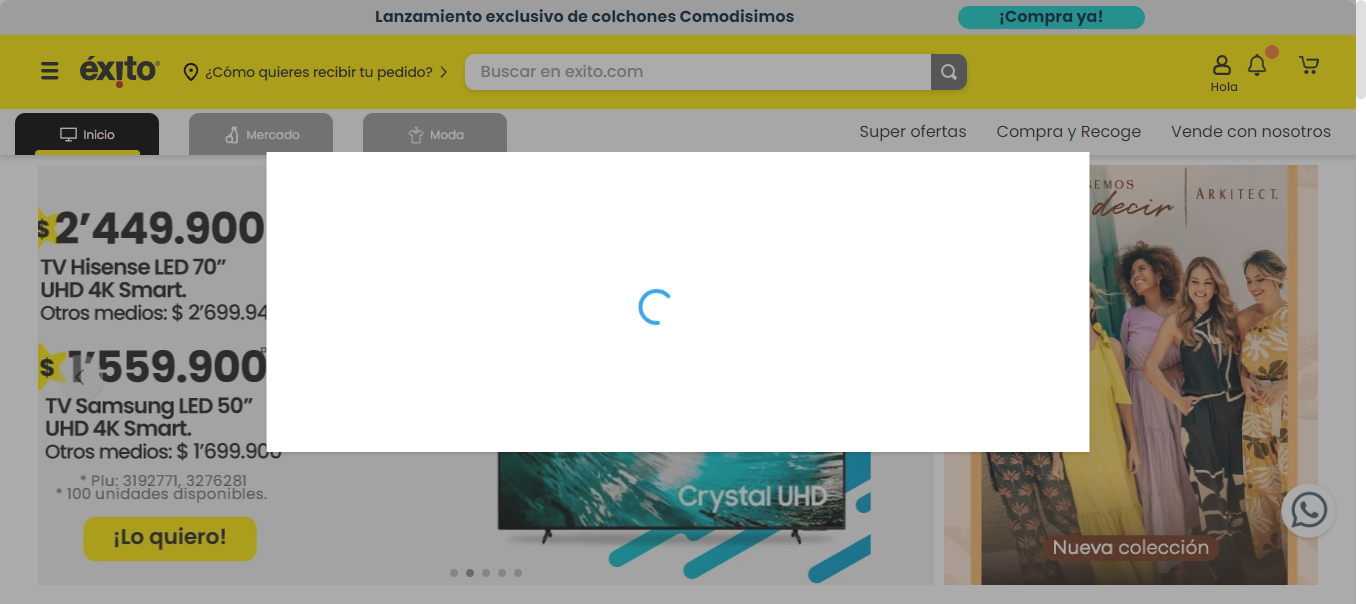 Lanzamiento exclusivo de colchones Comodisimos
¡Compra ya!
éxito
¿Cómo quieres recibir tu pedido?
Buscar en exito.com
Hola
Inicio
Mercado
Moda
Super ofertas
Compra y Recoge
Vende con nosotros
$2’449.900
TV Hisense LED 70”
UHD 4K Smart.
Otros medios: $ 2’699.94
$1’559.900
TV Samsung LED 50”
UHD 4K Smart.
Otros medios: $ 1’699.900
* Plu: 3192771, 3276281
* 100 unidades disponibles.
¡Lo quiero!
Crystal UHD
decir
ARKITECT.
Nueva colección